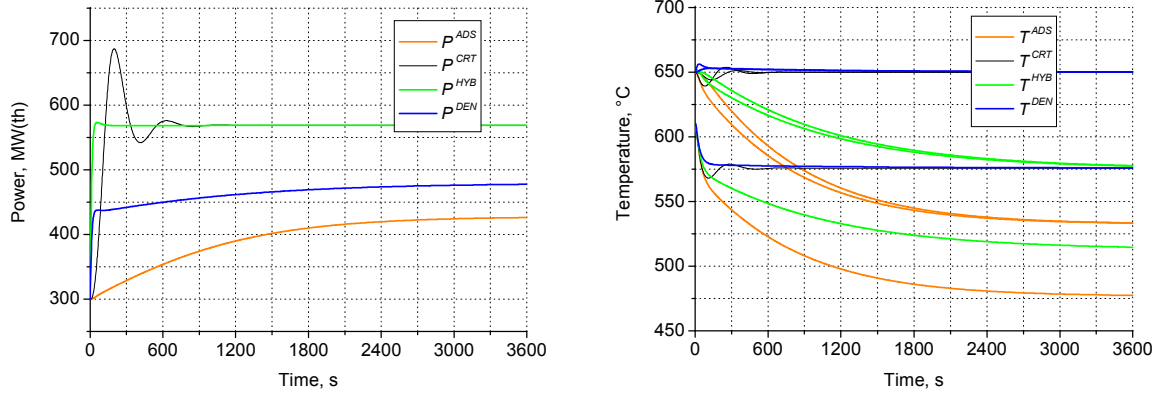 700
600
500
400
300
Power, MW(th)
0 600 1200 1800 2400 3000 3600
Time, s
P ADS
P CRT
P HYB
P DEN
700
650
600
550
500
450
Temperature, °C
0 600 1200 1800 2400 3000 3600
Time, s
T ADS
T CRT
T HYB
T DEN